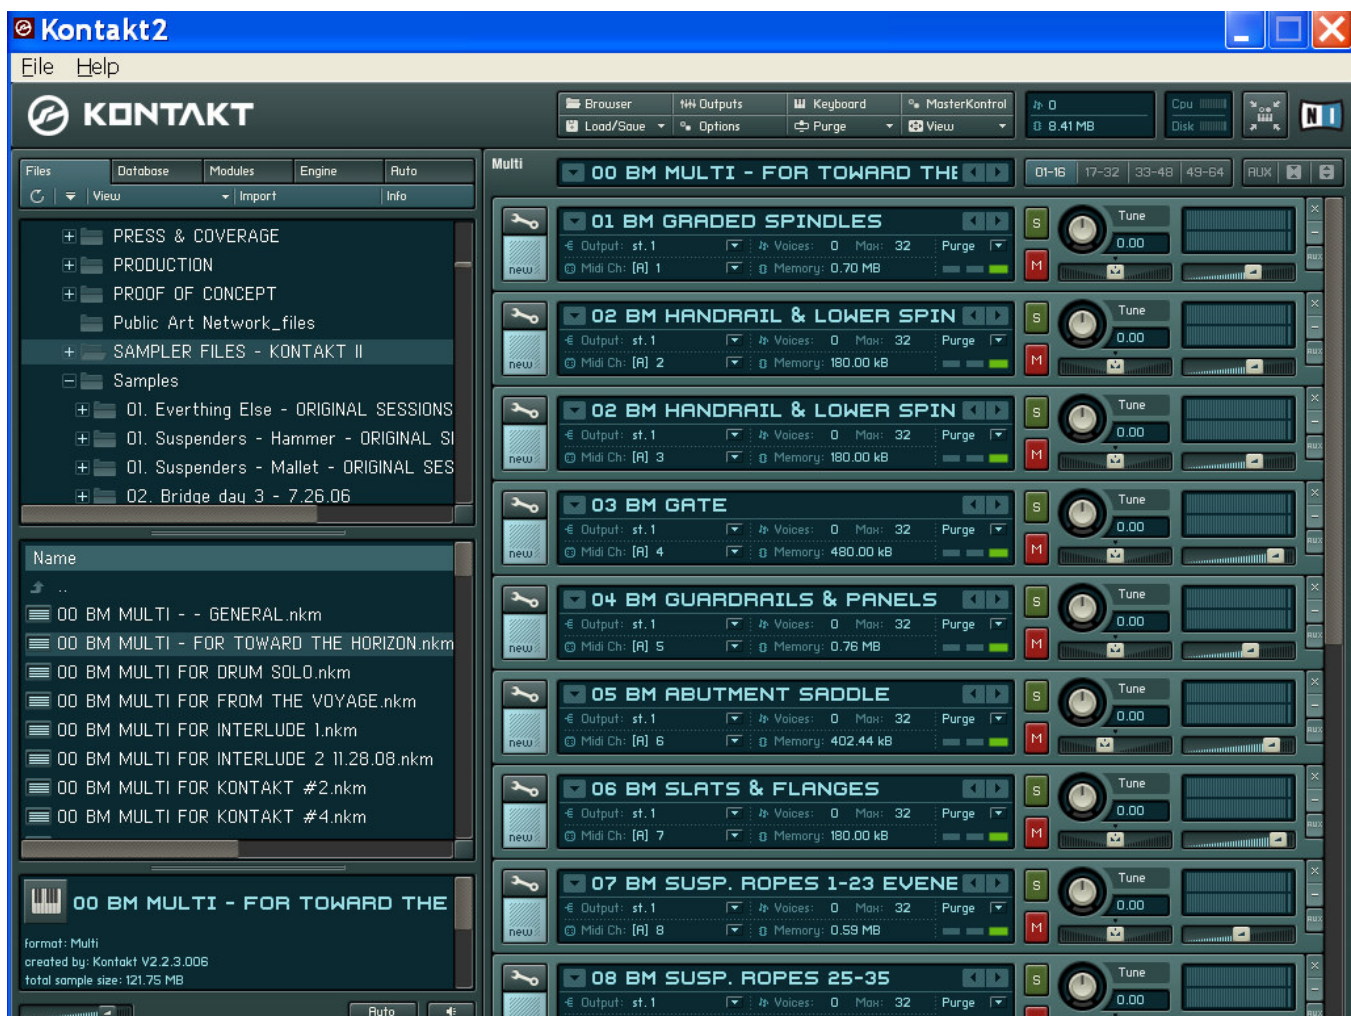 Kontakt2
File Help
KONTAKT
Browser Outputs Keyboard MasterKontrol
Load/Save Options Purge View
0
8.41 MB
Cpu
Disk
NI
Files Database Modules Engine Auto
View Import Info
PRESS & COVERAGE
PRODUCTION
PROOF OF CONCEPT
Public Art Network_files
SAMPLER FILES - KONTAKT II
Samples
01. Everthing Else - ORIGINAL SESSIONS
01. Suspenders - Hammer - ORIGINAL SE
01. Suspenders - Mallet - ORIGINAL SES
02. Bridge day 3 - 7.26.06
Name
..
00 BM MULTI - - GENERAL.nkm
00 BM MULTI - FOR TOWARD THE HORIZON.nkm
00 BM MULTI FOR DRUM SOLO.nkm
00 BM MULTI FOR FROM THE VOYAGE.nkm
00 BM MULTI FOR INTERLUDE 1.nkm
00 BM MULTI FOR INTERLUDE 2 11.28.08.nkm
00 BM MULTI FOR KONTAKT #2.nkm
00 BM MULTI FOR KONTAKT #4.nkm
00 BM MULTI - FOR TOWARD THE
format: Multi
created by: Kontakt V2.2.3.006
total sample size: 121.75 MB
Auto
Multi 00 BM MULTI - FOR TOWARD THE 01-16 17-32 33-48 49-64 AUX
01 BM GRADED SPINDLES S Tune
Output: st.1 Voices: 0 Max: 32 Purge 0.00
new Midi Ch: [A] 1 Memory: 0.70 MB M AUX
02 BM HANDRAIL & LOWER SPIN S Tune
Output: st.1 Voices: 0 Max: 32 Purge 0.00
new Midi Ch: [A] 2 Memory: 180.00 kB M AUX
02 BM HANDRAIL & LOWER SPIN S Tune
Output: st.1 Voices: 0 Max: 32 Purge 0.00
new Midi Ch: [A] 3 Memory: 180.00 kB M AUX
03 BM GATE S Tune
Output: st.1 Voices: 0 Max: 32 Purge 0.00
new Midi Ch: [A] 4 Memory: 480.00 kB M AUX
04 BM GUARDRAILS & PANELS S Tune
Output: st.1 Voices: 0 Max: 32 Purge 0.00
new Midi Ch: [A] 5 Memory: 0.76 MB M AUX
05 BM ABUTMENT SADDLE S Tune
Output: st.1 Voices: 0 Max: 32 Purge 0.00
new Midi Ch: [A] 6 Memory: 402.44 kB M AUX
06 BM SLATS & FLANGES S Tune
Output: st.1 Voices: 0 Max: 32 Purge 0.00
new Midi Ch: [A] 7 Memory: 180.00 kB M AUX
07 BM SUSP. ROPES 1-23 EVENE S Tune
Output: st.1 Voices: 0 Max: 32 Purge 0.00
new Midi Ch: [A] 8 Memory: 0.59 MB M AUX
08 BM SUSP. ROPES 25-35 S Tune
Output: st.1 Voices: 0 Max: 32 Purge 0.00